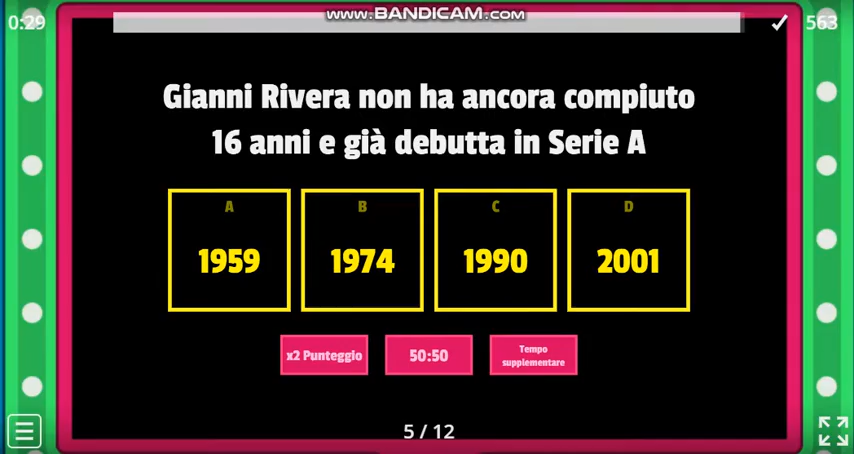 0:29
www.BANDICAM.com
563
Gianni Rivera non ha ancora compiuto
16 anni e già debutta in Serie A
A
B
C
D
1959
1974
1990
2001
x2 Punteggio
50:50
Tempo
supplementare
5 / 12